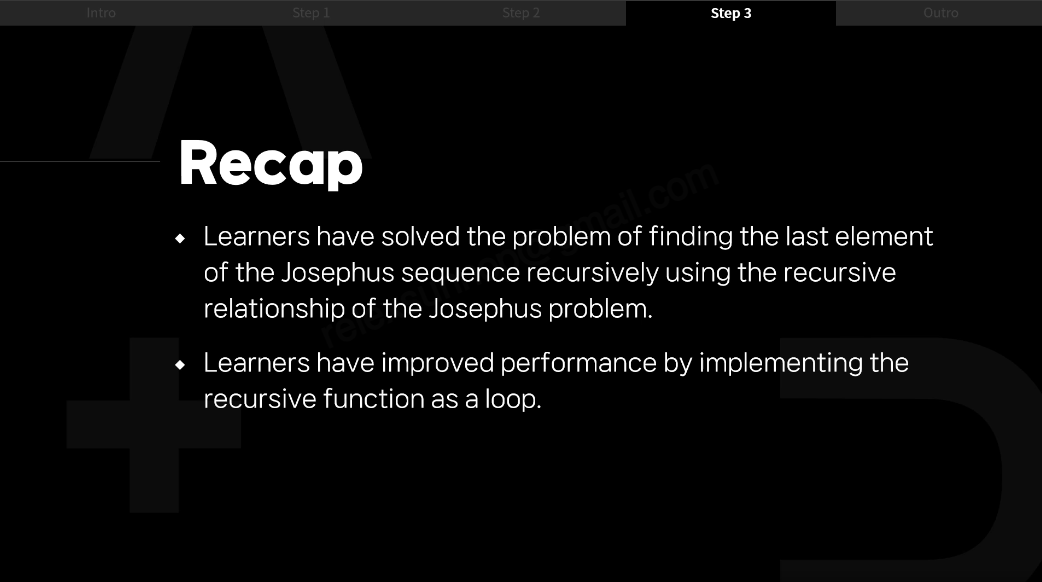 Intro
Step 1
Step 2
Step 3
Outro
Recap
Learners have solved the problem of finding the last element
of the Josephus sequence recursively using the recursive
relationship of the Josephus problem.
Learners have improved performance by implementing the
recursive function as a loop.